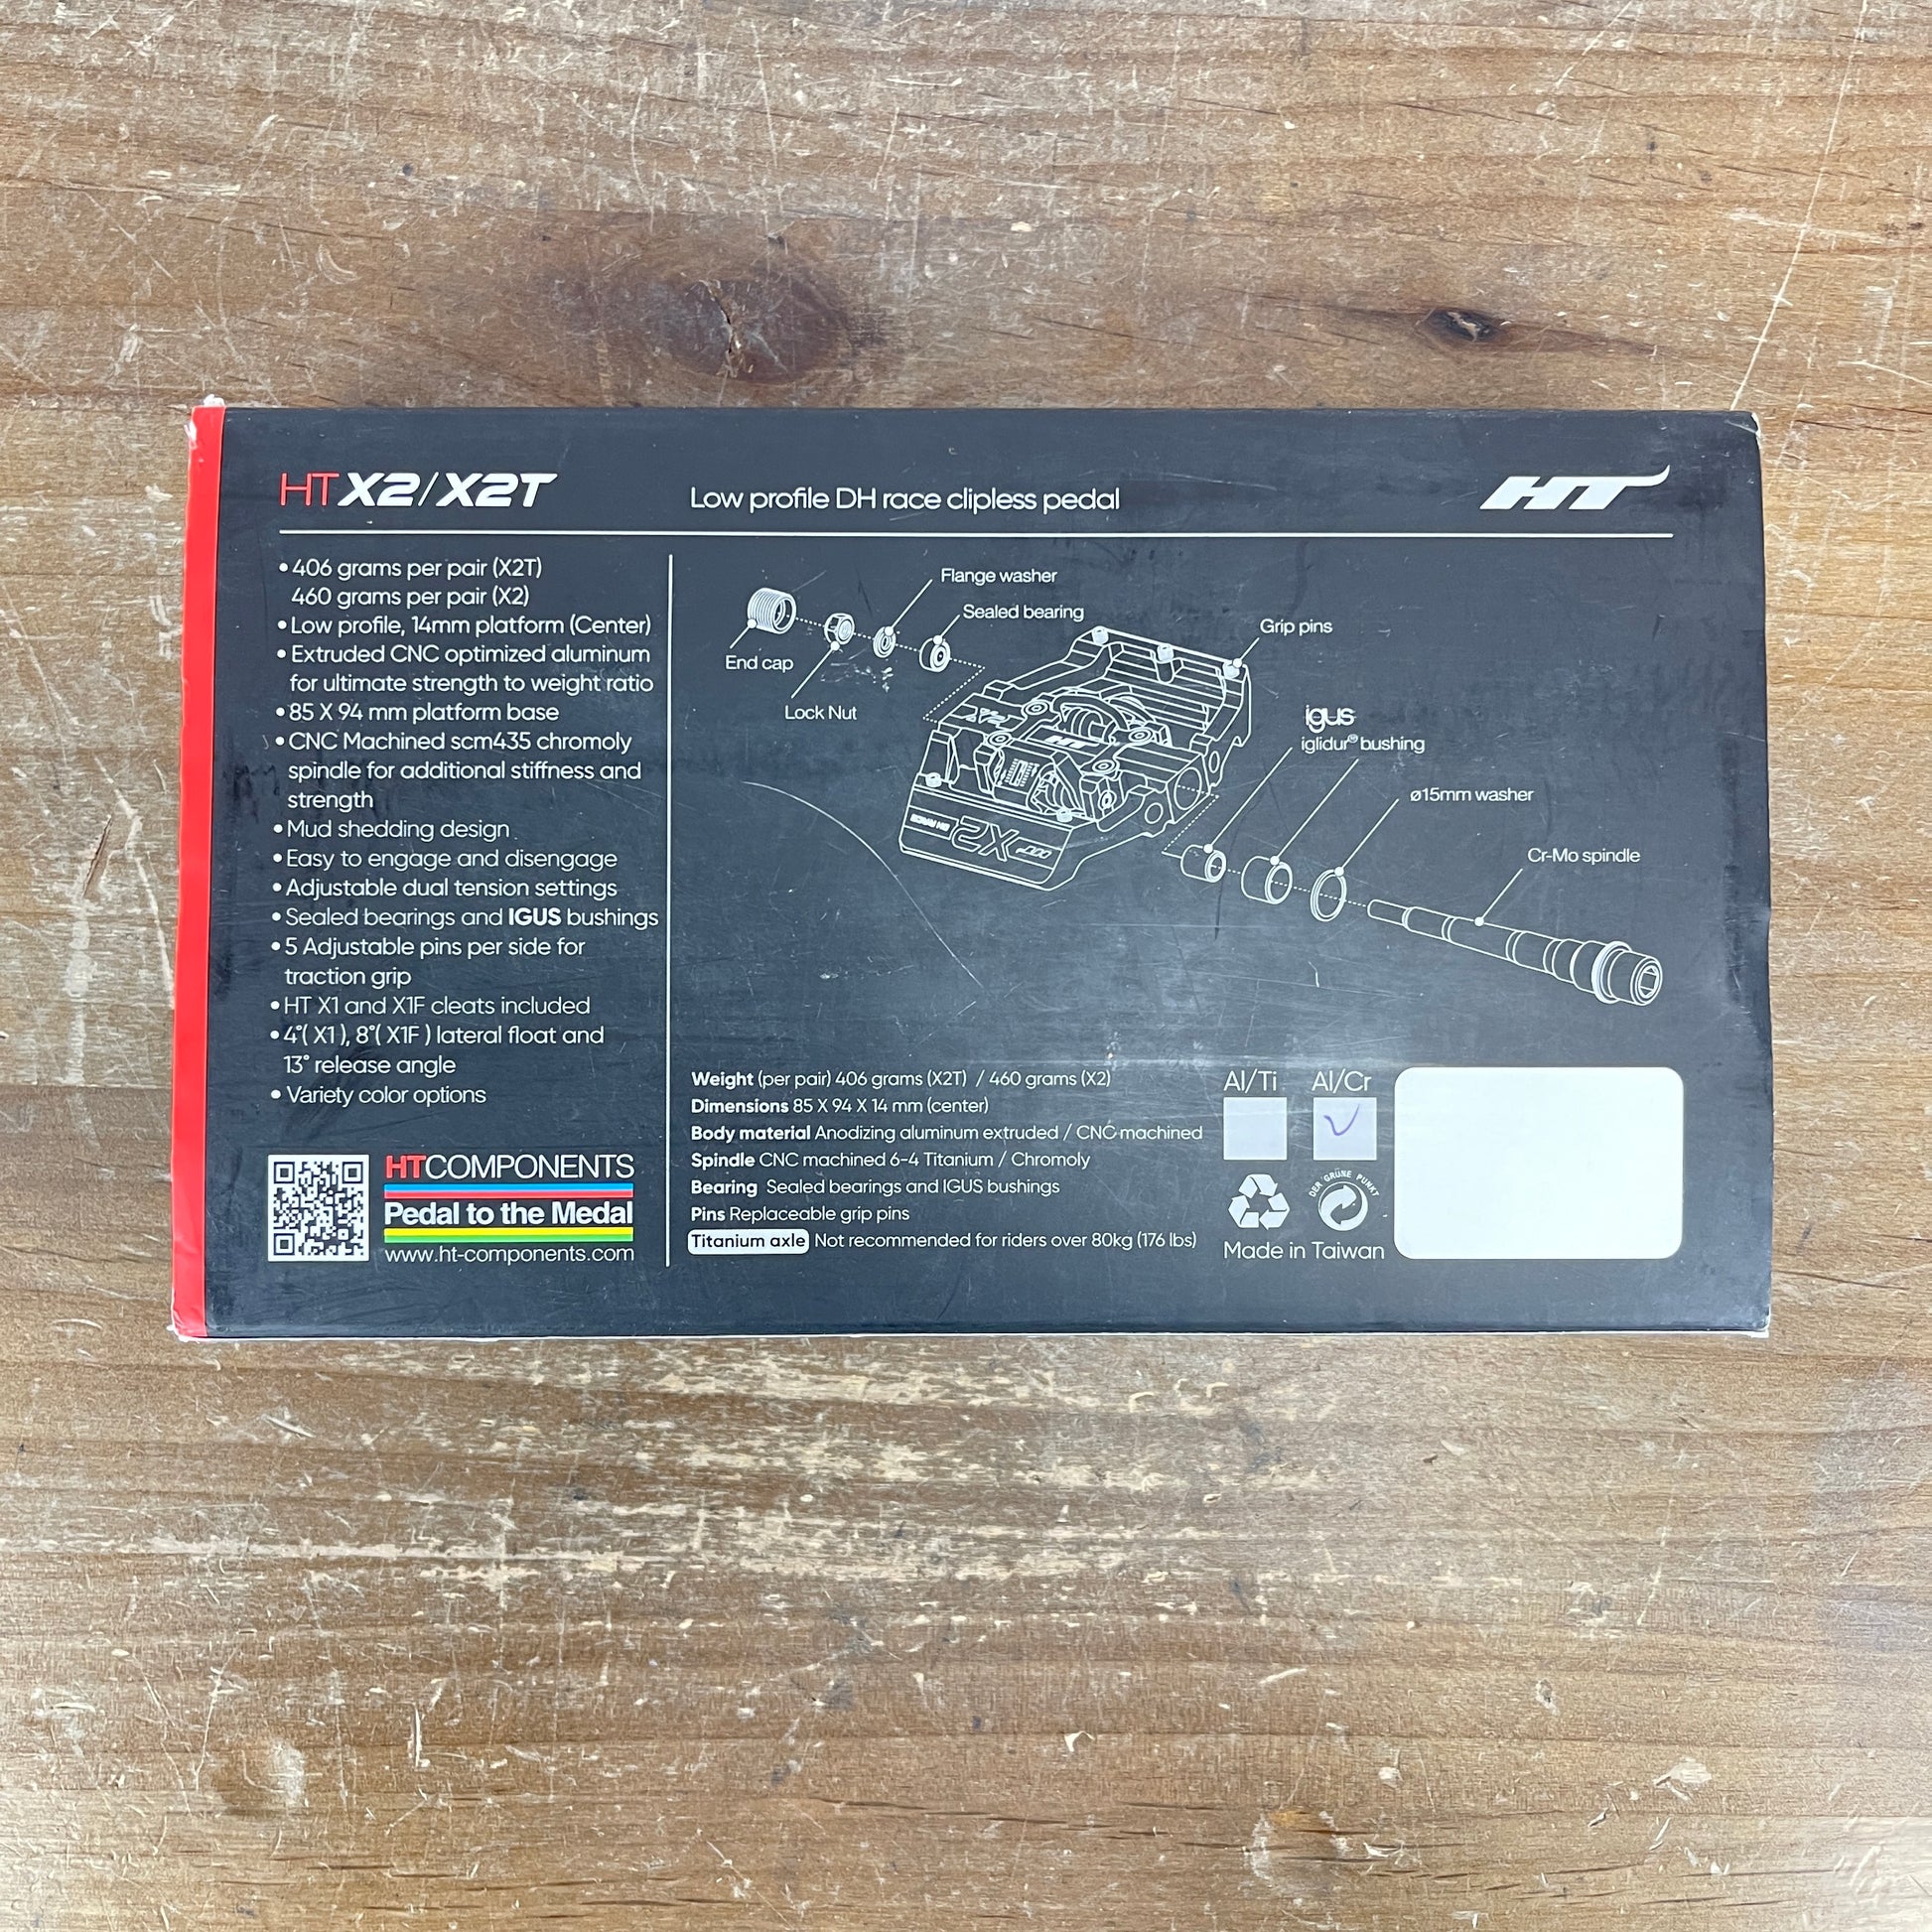 HT X2/X2T
Low profile DH race clipless pedal
HT
•406 grams per pair (X2T)
460 grams per pair (X2)
•Low profile, 14mm platform (Center)
•Extruded CNC optimized aluminum
for ultimate strength to weight ratio
•85 X 94 mm platform base
•CNC Machined scm435 chromoly
spindle for additional stiffness and
strength
•Mud shedding design
•Easy to engage and disengage
•Adjustable dual tension settings
•Sealed bearings and IGUS bushings
•5 Adjustable pins per side for
traction grip
•HT X1 and X1F cleats included
•4°( X1 ), 8°( X1F ) lateral float and
13° release angle
•Variety color options
HTCOMPONENTS
Pedal to the Medal
www.ht-components.com
Flange washer
Sealed bearing
Grip pins
End cap
Lock Nut
igus
iglidur® bushing
ø15mm washer
Cr-Mo spindle
X2
HT
X2
Weight (per pair) 406 grams (X2T) / 460 grams (X2)
Dimensions 85 X 94 X 14 mm (center)
Body material Anodizing aluminum extruded / CNC machined
Spindle CNC machined 6-4 Titanium / Chromoly
Bearing Sealed bearings and IGUS bushings
Pins Replaceable grip pins
Titanium axle Not recommended for riders over 80kg (176 lbs)
Al/Ti
Al/Cr
DER GRÜNE PUNKT
Made in Taiwan